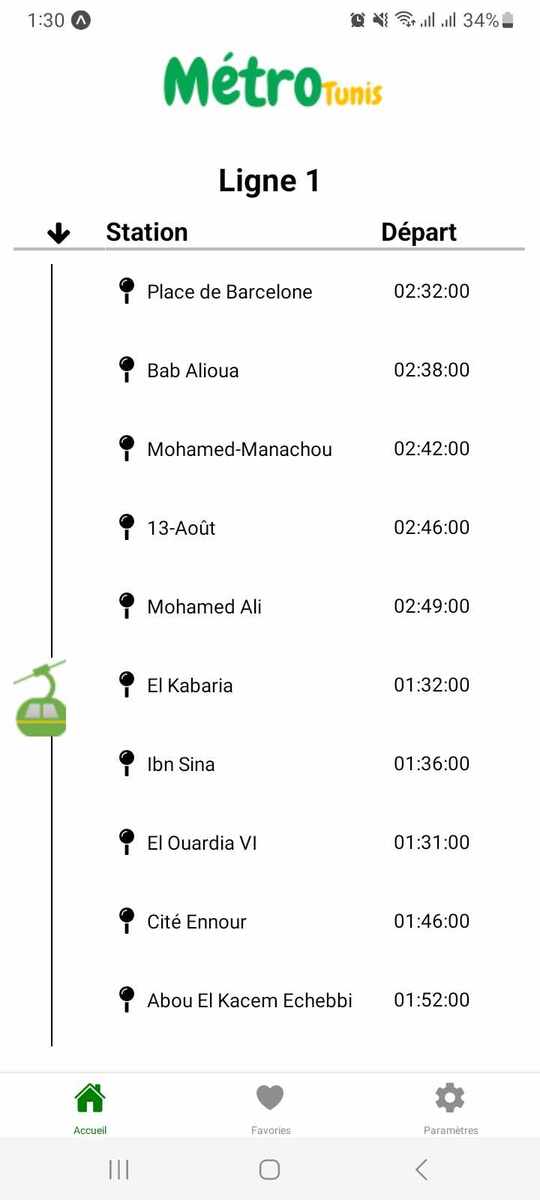 1:30 34%
Métro Tunis
Ligne 1
Station Départ
Place de Barcelone 02:32:00
Bab Alioua 02:38:00
Mohamed-Manachou 02:42:00
13-Août 02:46:00
Mohamed Ali 02:49:00
El Kabaria 01:32:00
Ibn Sina 01:36:00
El Ouardia VI 01:31:00
Cité Ennour 01:46:00
Abou El Kacem Echebbi 01:52:00
Accueil Favories Paramètres